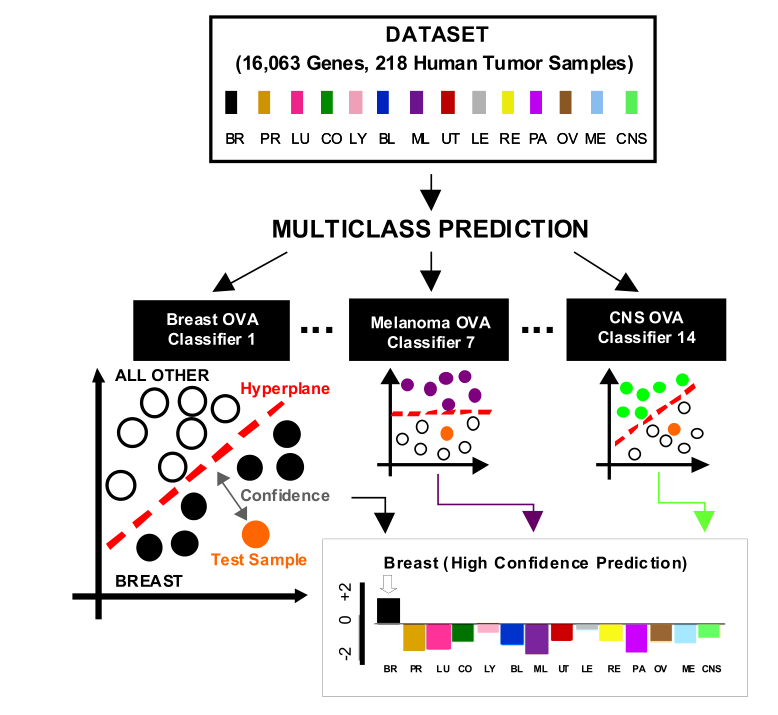 DATASET
(16,063 Genes, 218 Human Tumor Samples)
BR PR LU CO LY BL ML UT LE RE PA OV ME CNS
MULTICLASS PREDICTION
Breast OVA
Classifier 1
...
Melanoma OVA
Classifier 7
...
CNS OVA
Classifier 14
ALL OTHER
Hyperplane
Confidence
Test Sample
BREAST
Breast (High Confidence Prediction)
+2
0
-2
BR PR LU CO LY BL ML UT LE RE PA OV ME CNS